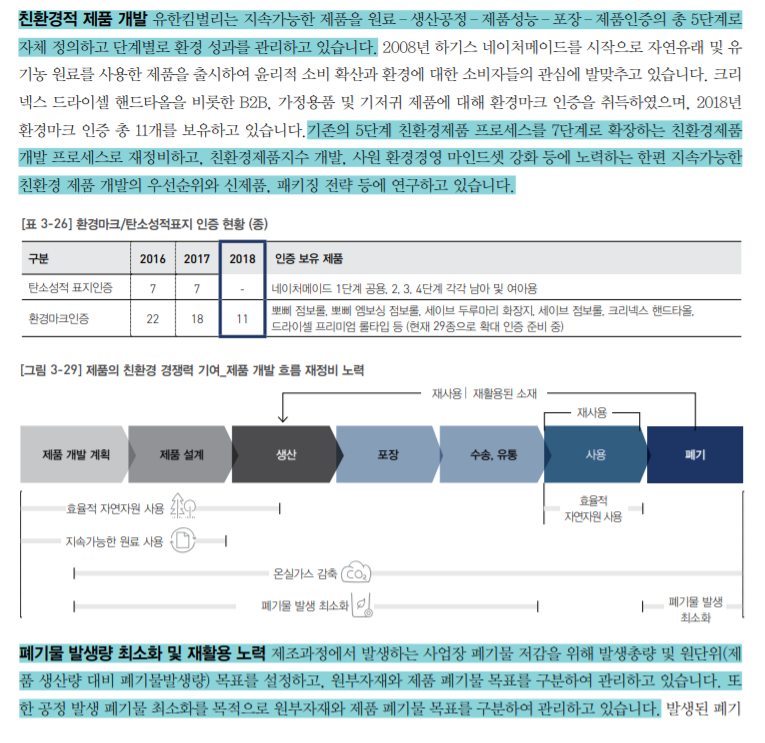 친환경적 제품 개발 유한킴벌리는 지속가능한 제품을 원료 – 생산공정 – 제품성능 – 포장 – 제품인증의 총 5단계로
자체 정의하고 단계별로 환경 성과를 관리하고 있습니다. 2008년 하기스 네이처메이드를 시작으로 자연유래 및 유
기농 원료를 사용한 제품을 출시하여 윤리적 소비 확산과 환경에 대한 소비자들의 관심에 발맞추고 있습니다. 크리
넥스 드라이셀 핸드타올을 비롯한 B2B, 가정용품 및 기저귀 제품에 대해 환경마크 인증을 취득하였으며, 2018년
환경마크 인증 총 11개를 보유하고 있습니다. 기존의 5단계 친환경제품 프로세스를 7단계로 확장하는 친환경제품
개발 프로세스로 재정비하고, 친환경제품지수 개발, 사원 환경경영 마인드셋 강화 등에 노력하는 한편 지속가능한
친환경 제품 개발의 우선순위와 신제품, 패키징 전략 등에 연구하고 있습니다.
[표 3-26] 환경마크/탄소성적표지 인증 현황 (종)
구분 2016 2017 2018 인증 보유 제품
탄소성적 표지인증 7 7 - 네이처메이드 1단계 공용, 2, 3, 4단계 각각 남아 및 여아용
환경마크인증 22 18 11 뽀삐 점보롤, 뽀삐 엠보싱 점보롤, 세이브 두루마리 화장지, 세이브 점보롤, 크리넥스 핸드타올,
드라이셀 프리미엄 롤타입 등 (현재 29종으로 확대 인증 준비 중)
[그림 3-29] 제품의 친환경 경쟁력 기여_제품 개발 흐름 재정비 노력
재사용 | 재활용된 소재
재사용
제품 개발 계획 제품 설계 생산 포장 수송, 유통 사용 폐기
효율적 자연자원 사용
효율적
자연자원 사용
지속가능한 원료 사용
온실가스 감축 CO2
폐기물 발생 최소화
폐기물 발생
최소화
폐기물 발생량 최소화 및 재활용 노력 제조과정에서 발생하는 사업장 폐기물 저감을 위해 발생총량 및 원단위(제
품 생산량 대비 폐기물발생량) 목표를 설정하고, 원부자재와 제품 폐기물 목표를 구분하여 관리하고 있습니다. 또
한 공정 발생 폐기물 최소화를 목적으로 원부자재와 제품 폐기물 목표를 구분하여 관리하고 있습니다. 발생된 폐기